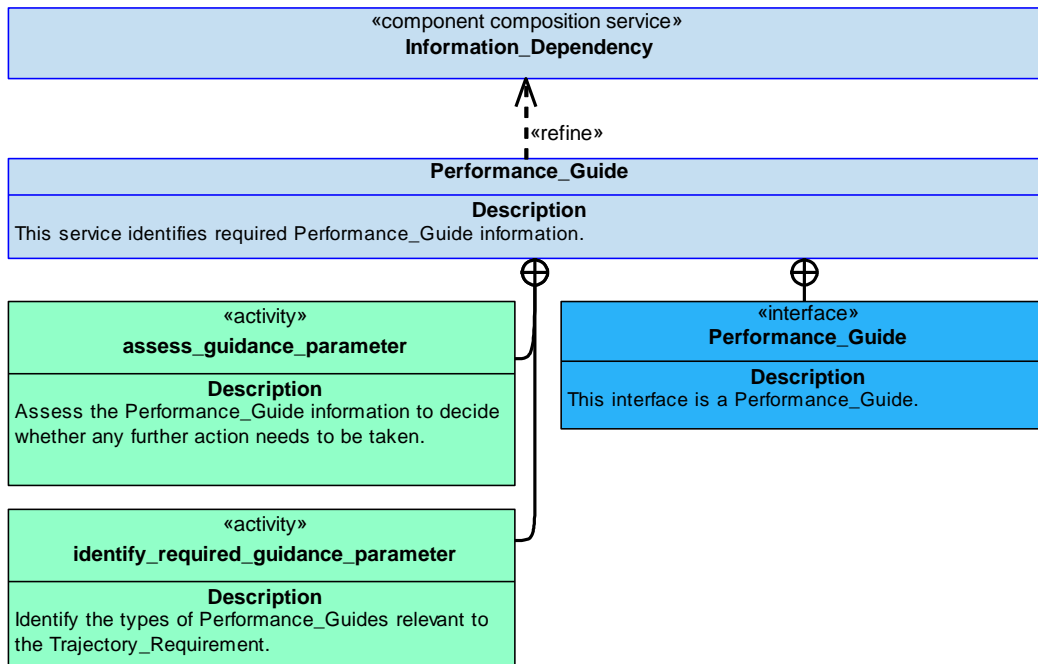 «component composition service»
Information_Dependency
«refine»
Performance_Guide
Description
This service identifies required Performance_Guide information.
«activity»
assess_guidance_parameter
Description
Assess the Performance_Guide information to decide
whether any further action needs to be taken.
«interface»
Performance_Guide
Description
This interface is a Performance_Guide.
«activity»
identify_required_guidance_parameter
Description
Identify the types of Performance_Guides relevant to
the Trajectory_Requirement.